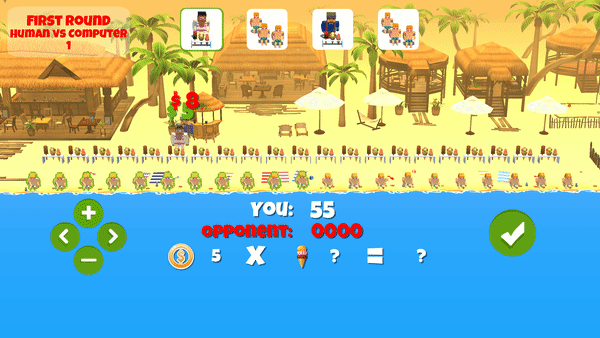 First Round
Human vs Computer
1
$ 8
You: 55
Opponent: 0000
$ 5 X ? = ?